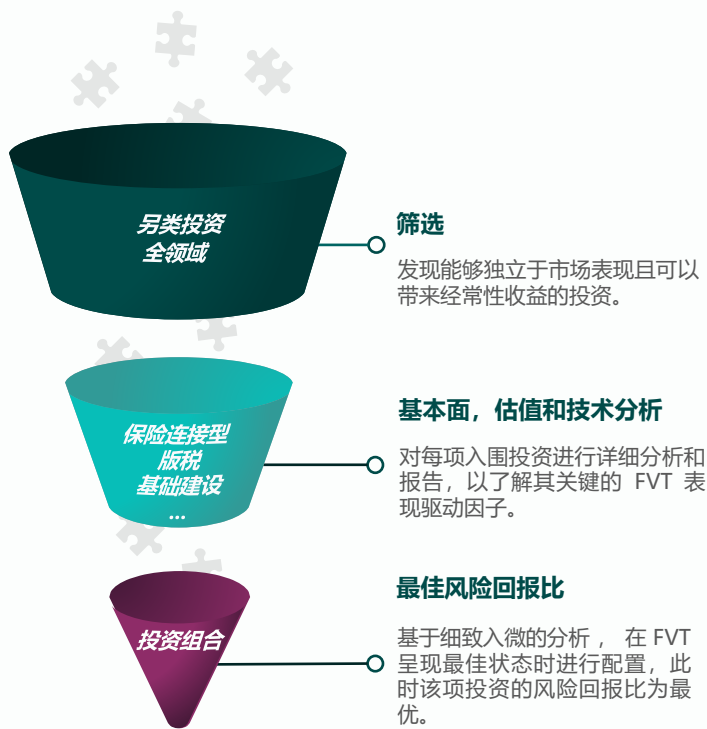 另类投资
全领域
筛选
发现能够独立于市场表现且可以
带来经常性收益的投资。
保险连接型
版税
基础建设
...
基本面，估值和技术分析
对每项入围投资进行详细分析和
报告，以了解其关键的 FVT 表
现驱动因子。
投资组合
最佳风险回报比
基于细致入微的分析， 在 FVT
呈现最佳状态时进行配置，此
时该项投资的风险回报比为最
优。